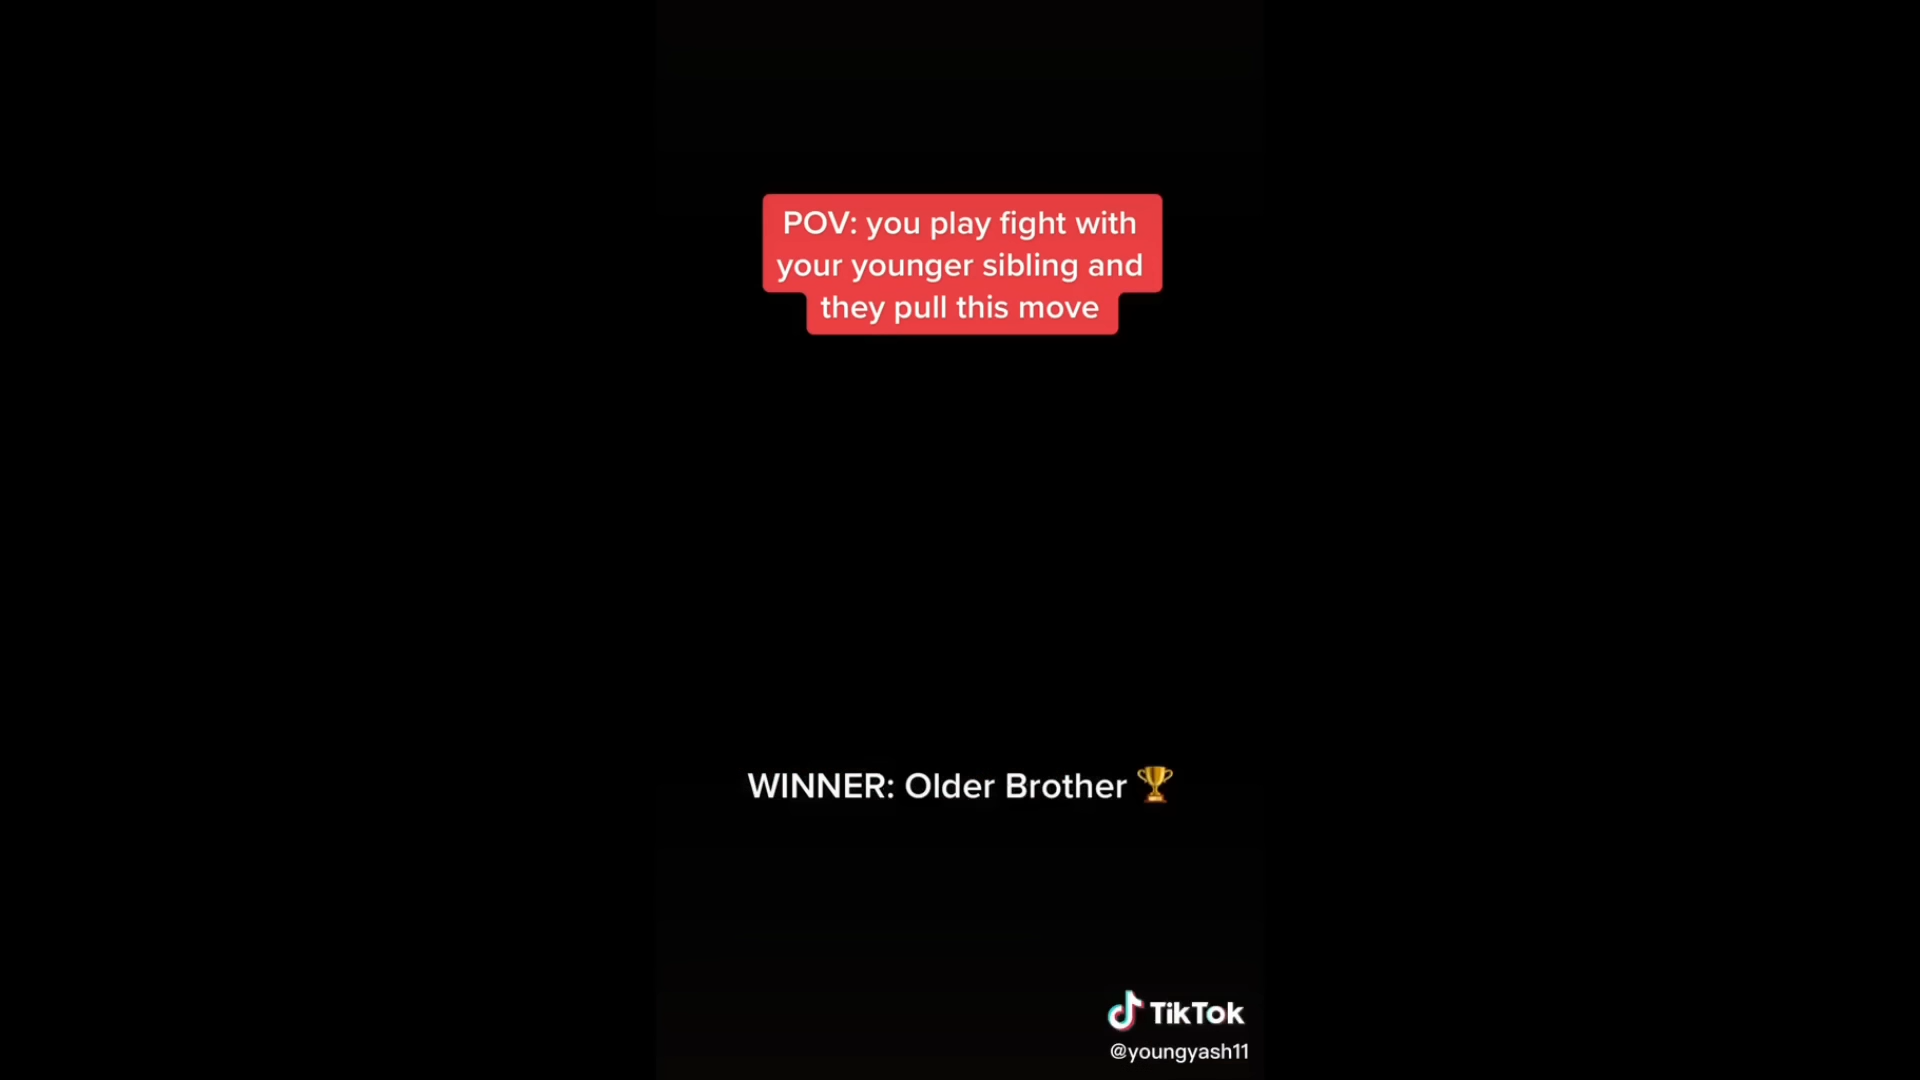 POV: you play fight with
your younger sibling and
they pull this move
WINNER: Older Brother 🏆
TikTok
@youngyash11